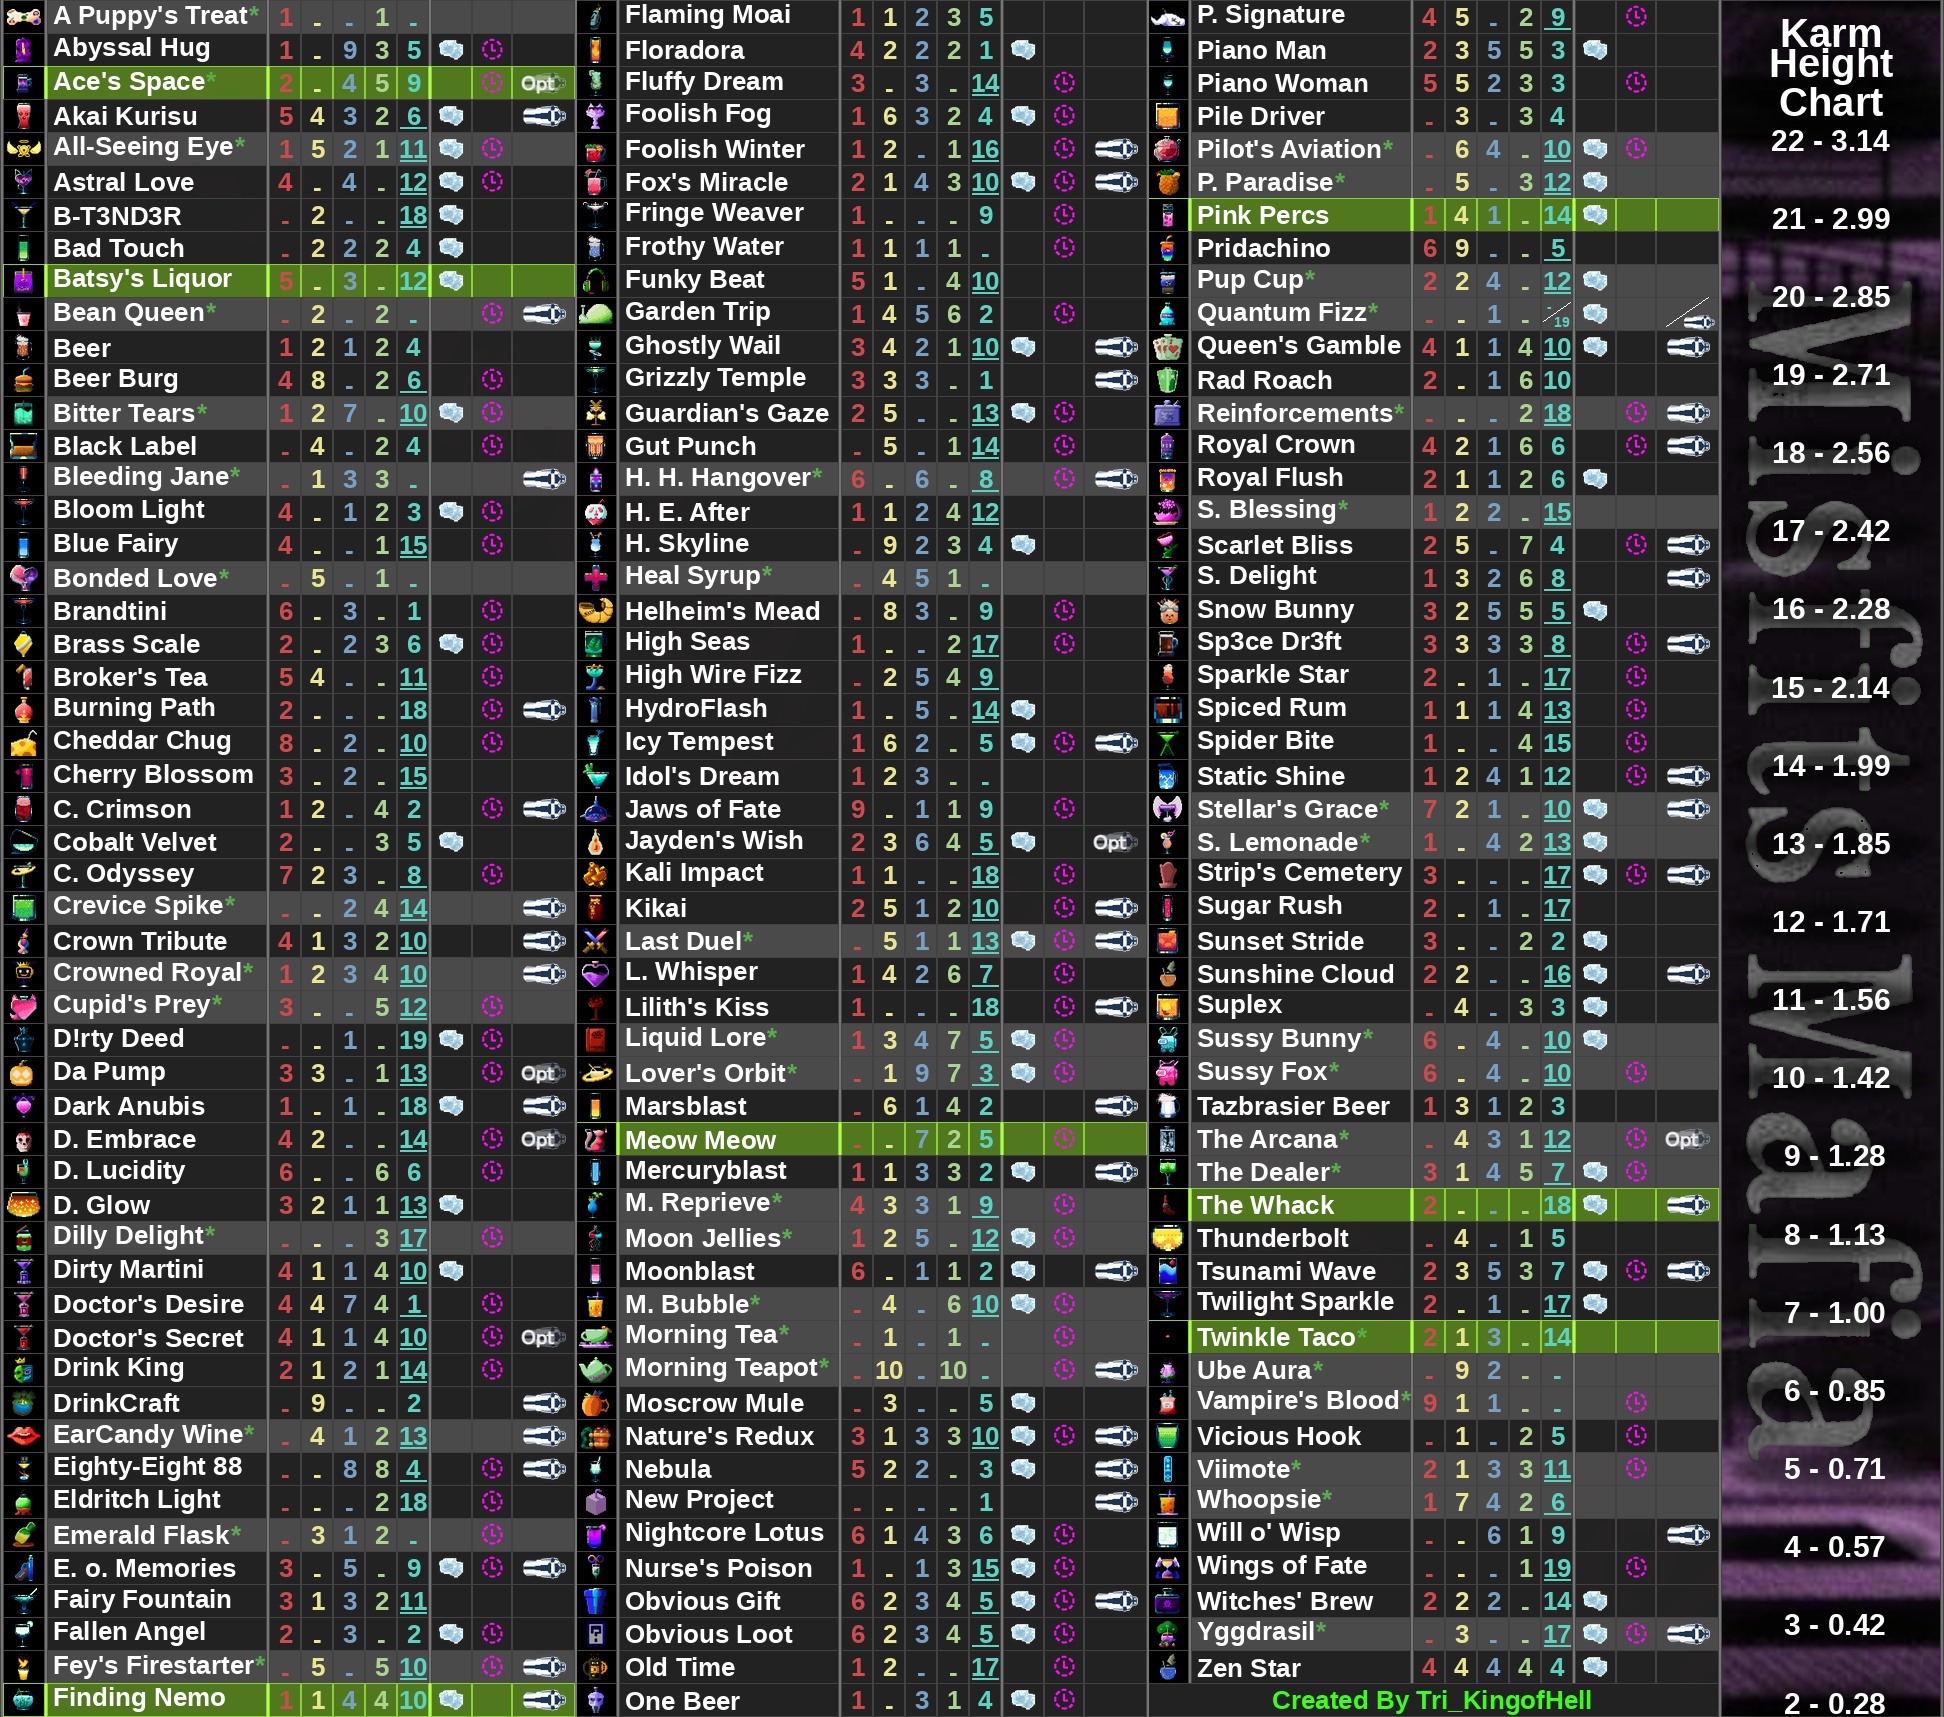 A Puppy's Treat* 1 - - 1 -
Abyssal Hug 1 - 9 3 5
Ace's Space* 2 - 4 5 9 Opt
Akai Kurisu 5 4 3 2 6
All-Seeing Eye* 1 5 2 1 11
Astral Love 4 - 4 - 12
B-T3ND3R - 2 - - 18
Bad Touch - 2 2 2 4
Batsy's Liquor 5 - 3 - 12
Bean Queen* - 2 - 2 -
Beer 1 2 1 2 4
Beer Burg 4 8 - 2 6
Bitter Tears* 1 2 7 - 10
Black Label - 4 - 2 4
Bleeding Jane* - 1 3 3 -
Bloom Light 4 - 1 2 3
Blue Fairy 4 - - 1 15
Bonded Love* - 5 - 1 -
Brandtini 6 - 3 - 1
Brass Scale 2 - 2 3 6
Broker's Tea 5 4 - - 11
Burning Path 2 - - - 18
Cheddar Chug 8 - 2 - 10
Cherry Blossom 3 - 2 - 15
C. Crimson 1 2 - 4 2
Cobalt Velvet 2 - - 3 5
C. Odyssey 7 2 3 - 8
Crevice Spike* - - 2 4 14
Crown Tribute 4 1 3 2 10
Crowned Royal* 1 2 3 4 10
Cupid's Prey* 3 - - 5 12
D!rty Deed - - 1 - 19
Da Pump 3 3 - 1 13 Opt
Dark Anubis 1 - 1 - 18
D. Embrace 4 2 - - 14 Opt
D. Lucidity 6 - - 6 6
D. Glow 3 2 1 1 13
Dilly Delight* - - - 3 17
Dirty Martini 4 1 1 4 10
Doctor's Desire 4 4 7 4 1
Doctor's Secret 4 1 1 4 10 Opt
Drink King 2 1 2 1 14
DrinkCraft - 9 - - 2
EarCandy Wine* - 4 1 2 13
Eighty-Eight 88 - - 8 8 4
Eldritch Light - - - 2 18
Emerald Flask* - 3 1 2 -
E. o. Memories 3 - 5 - 9
Fairy Fountain 3 1 3 2 11
Fallen Angel 2 - 3 - 2
Fey's Firestarter* - 5 - 5 10
Finding Nemo 1 1 4 4 10
Flaming Moai 1 1 2 3 5
Floradora 4 2 2 2 1
Fluffy Dream 3 - 3 - 14
Foolish Fog 1 6 3 2 4
Foolish Winter 1 2 - 1 16
Fox's Miracle 2 1 4 3 10
Fringe Weaver 1 - - - 9
Frothy Water 1 1 1 1 -
Funky Beat 5 1 - 4 10
Garden Trip 1 4 5 6 2
Ghostly Wail 3 4 2 1 10
Grizzly Temple 3 3 3 - 1
Guardian's Gaze 2 5 - - 13
Gut Punch - 5 - 1 14
H. H. Hangover* 6 - 6 - 8
H. E. After 1 1 2 4 12
H. Skyline - 9 2 3 4
Heal Syrup* - 4 5 1 -
Helheim's Mead - 8 3 - 9
High Seas 1 - - 2 17
High Wire Fizz - 2 5 4 9
HydroFlash 1 - 5 - 14
Icy Tempest 1 6 2 - 5
Idol's Dream 1 2 3 - -
Jaws of Fate 9 - 1 1 9
Jayden's Wish 2 3 6 4 5 Opt
Kali Impact 1 1 - - 18
Kikai 2 5 1 2 10
Last Duel* - 5 1 1 13
L. Whisper 1 4 2 6 7
Lilith's Kiss 1 - - - 18
Liquid Lore* 1 3 4 7 5
Lover's Orbit* - 1 9 7 3
Marsblast - 6 1 4 2
Meow Meow - - 7 2 5
Mercuryblast 1 1 3 3 2
M. Reprieve* 4 3 3 1 9
Moon Jellies* 1 2 5 - 12
Moonblast 6 - 1 1 2
M. Bubble* - 4 - 6 10
Morning Tea* - 1 - 1 -
Morning Teapot* - 10 - 10 -
Moscrow Mule - 3 - - 5
Nature's Redux 3 1 3 3 10
Nebula 5 2 2 - 3
New Project - - - - 1
Nightcore Lotus 6 1 4 3 6
Nurse's Poison 1 - 1 3 15
Obvious Gift 6 2 3 4 5
Obvious Loot 6 2 3 4 5
Old Time 1 2 - - 17
One Beer 1 - 3 1 4
P. Signature 4 5 - 2 9
Piano Man 2 3 5 5 3
Piano Woman 5 5 2 3 3
Pile Driver - 3 - 3 4
Pilot's Aviation* - 6 4 - 10
P. Paradise* - 5 - 3 12
Pink Percs 1 4 1 - 14
Pridachino 6 9 - - 5
Pup Cup* 2 2 4 - 12
Quantum Fizz* - - 1 - -/19
Queen's Gamble 4 1 1 4 10
Rad Roach 2 - 1 6 10
Reinforcements* - - - 2 18
Royal Crown 4 2 1 6 6
Royal Flush 2 1 1 2 6
S. Blessing* 1 2 2 - 15
Scarlet Bliss 2 5 - 7 4
S. Delight 1 3 2 6 8
Snow Bunny 3 2 5 5 5
Sp3ce Dr3ft 3 3 3 3 8
Sparkle Star 2 - 1 - 17
Spiced Rum 1 1 1 4 13
Spider Bite 1 - - 4 15
Static Shine 1 2 4 1 12
Stellar's Grace* 7 2 1 - 10
S. Lemonade* 1 - 4 2 13
Strip's Cemetery 3 - - - 17
Sugar Rush 2 - 1 - 17
Sunset Stride 3 - - 2 2
Sunshine Cloud 2 2 - - 16
Suplex - 4 - 3 3
Sussy Bunny* 6 - 4 - 10
Sussy Fox* 6 - 4 - 10
Tazbrasier Beer 1 3 1 2 3
The Arcana* - 4 3 1 12 Opt
The Dealer* 3 1 4 5 7
The Whack 2 - - - 18
Thunderbolt - 4 - 1 5
Tsunami Wave 2 3 5 3 7
Twilight Sparkle 2 - 1 - 17
Twinkle Taco* 2 1 3 - 14
Ube Aura* - 9 2 - -
Vampire's Blood* 9 1 1 - -
Vicious Hook - 1 - 2 5
Viimote* 2 1 3 3 11
Whoopsie* 1 7 4 2 6
Will o' Wisp - - 6 1 9
Wings of Fate - - - 1 19
Witches' Brew 2 2 2 - 14
Yggdrasil* - 3 - - 17
Zen Star 4 4 4 4 4
Created By Tri_KingofHell
Karm
Height
Chart
22 - 3.14
21 - 2.99
20 - 2.85
19 - 2.71
18 - 2.56
17 - 2.42
16 - 2.28
15 - 2.14
14 - 1.99
13 - 1.85
12 - 1.71
11 - 1.56
10 - 1.42
9 - 1.28
8 - 1.13
7 - 1.00
6 - 0.85
5 - 0.71
4 - 0.57
3 - 0.42
2 - 0.28
Misfits Mafia